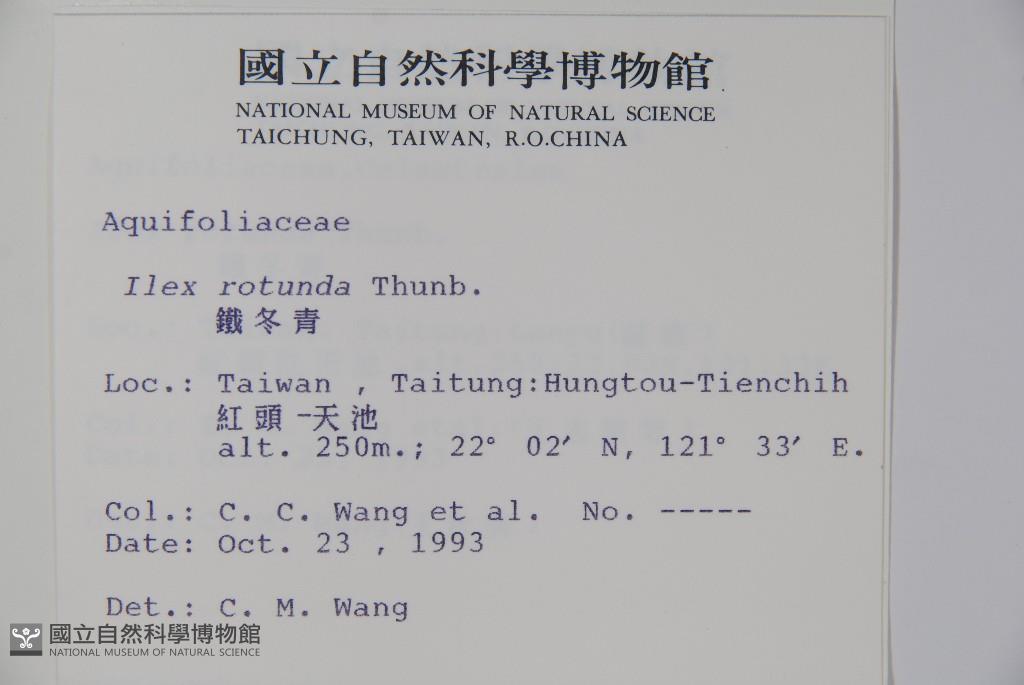 國立自然科學博物館
NATIONAL MUSEUM OF NATURAL SCIENCE
TAICHUNG, TAIWAN, R.O.CHINA
Aquifoliaceae
Ilex rotunda Thunb.
鐵冬青
Loc.: Taiwan , Taitung:Hungtou-Tienchih
紅頭-天池
alt. 250m.; 22° 02′ N, 121° 33′ E.
Col.: C. C. Wang et al. No. -----
Date: Oct. 23 , 1993
Det.: C. M. Wang
國立自然科學博物館
NATIONAL MUSEUM OF NATURAL SCIENCE